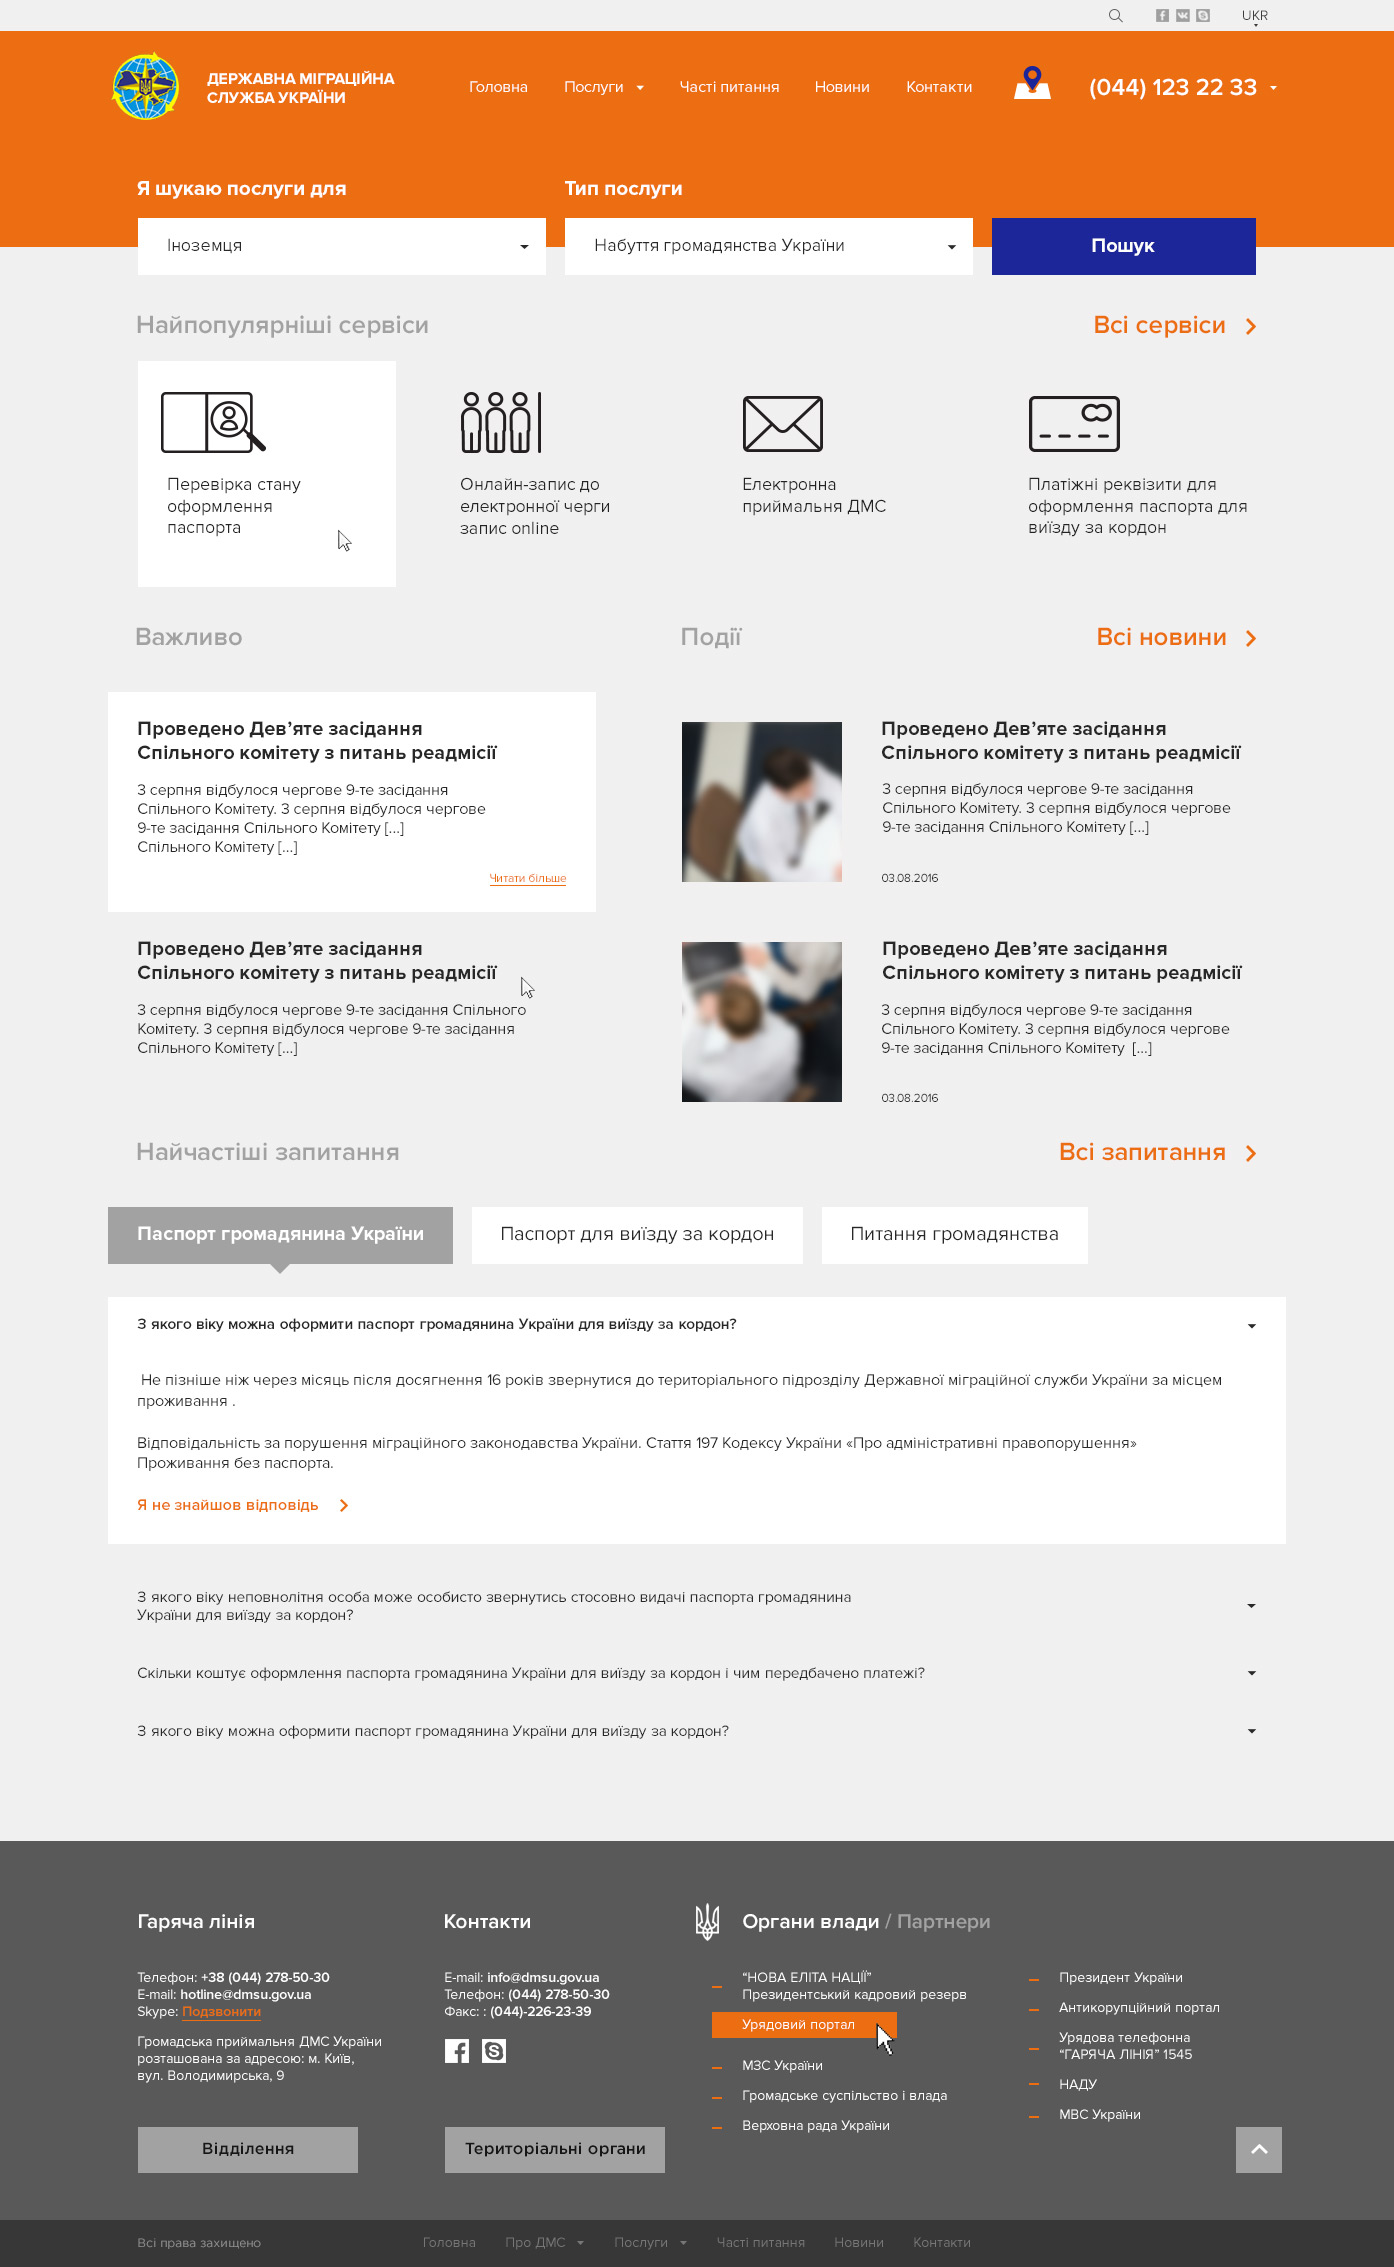 UKR
ДЕРЖАВНА МІГРАЦІЙНА
СЛУЖБА УКРАЇНИ
Головна
Послуги
Часті питання
Новини
Контакти
(044) 123 22 33
Я шукаю послуги для
Тип послуги
Іноземця
Набуття громадянства України
Пошук
Найпопулярніші сервіси
Всі сервіси
Перевірка стану
оформлення
паспорта
Онлайн-запис до
електронної черги
запис online
Електронна
приймальня ДМС
Платіжні реквізити для
оформлення паспорта для
виїзду за кордон
Важливо
Події
Всі новини
Проведено Дев’яте засідання
Спільного комітету з питань реадмісії
3 серпня відбулося чергове 9-те засідання
Спільного Комітету. 3 серпня відбулося чергове
9-те засідання Спільного Комітету [...]
Спільного Комітету [...]
Читати більше
Проведено Дев’яте засідання
Спільного комітету з питань реадмісії
3 серпня відбулося чергове 9-те засідання
Спільного Комітету. 3 серпня відбулося чергове
9-те засідання Спільного Комітету [...]
03.08.2016
Проведено Дев’яте засідання
Спільного комітету з питань реадмісії
3 серпня відбулося чергове 9-те засідання Спільного
Комітету. 3 серпня відбулося чергове 9-те засідання
Спільного Комітету [...]
Проведено Дев’яте засідання
Спільного комітету з питань реадмісії
3 серпня відбулося чергове 9-те засідання
Спільного Комітету. 3 серпня відбулося чергове
9-те засідання Спільного Комітету [...]
03.08.2016
Найчастіші запитання
Всі запитання
Паспорт громадянина України
Паспорт для виїзду за кордон
Питання громадянства
З якого віку можна оформити паспорт громадянина України для виїзду за кордон?
Не пізніше ніж через місяць після досягнення 16 років звернутися до територіального підрозділу Державної міграційної служби України за місцем
проживання .
Відповідальність за порушення міграційного законодавства України. Стаття 197 Кодексу України «Про адміністративні правопорушення»
Проживання без паспорта.
Я не знайшов відповідь
З якого віку неповнолітня особа може особисто звернутись стосовно видачі паспорта громадянина
України для виїзду за кордон?
Скільки коштує оформлення паспорта громадянина України для виїзду за кордон і чим передбачено платежі?
З якого віку можна оформити паспорт громадянина України для виїзду за кордон?
Гаряча лінія
Телефон: +38 (044) 278-50-30
E-mail: hotline@dmsu.gov.ua
Skype: Подзвонити
Громадська приймальня ДМС України
розташована за адресою: м. Київ,
вул. Володимирська, 9
Відділення
Контакти
E-mail: info@dmsu.gov.ua
Телефон: (044) 278-50-30
Факс: : (044)-226-23-39
Територіальні органи
Органи влади / Партнери
“НОВА ЕЛІТА НАЦІЇ”
Президентський кадровий резерв
Урядовий портал
МЗС України
Громадське суспільство і влада
Верховна рада України
Президент України
Антикорупційний портал
Урядова телефонна
“ГАРЯЧА ЛІНІЯ” 1545
НАДУ
МВС України
Всі права захищено
Головна
Про ДМС
Послуги
Часті питання
Новини
Контакти